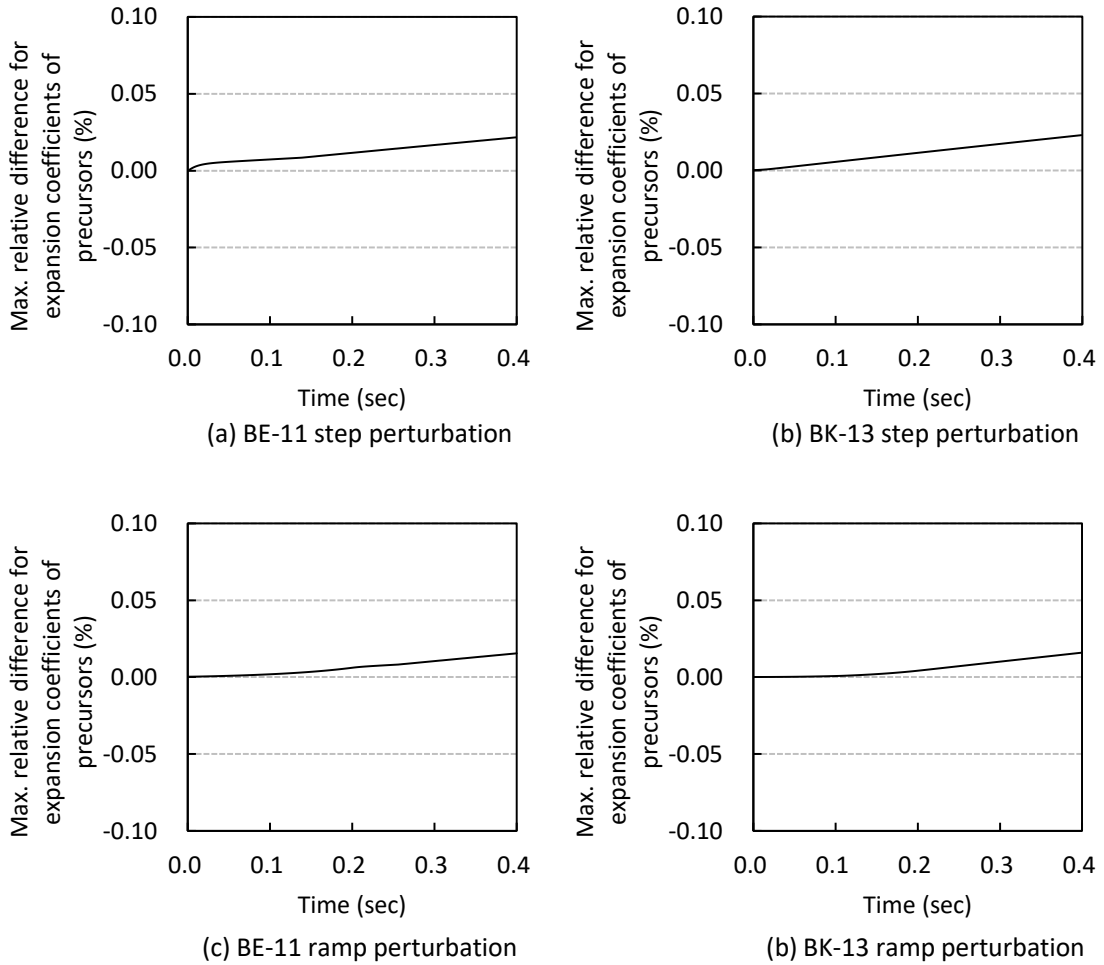 Max. relative difference for
expansion coefficients of
precursors (%)
0.10
0.05
0.00
-0.05
-0.10
0.0 0.1 0.2 0.3 0.4
Time (sec)
(a) BE-11 step perturbation
Max. relative difference for
expansion coefficients of
precursors (%)
0.10
0.05
0.00
-0.05
-0.10
0.0 0.1 0.2 0.3 0.4
Time (sec)
(b) BK-13 step perturbation
Max. relative difference for
expansion coefficients of
precursors (%)
0.10
0.05
0.00
-0.05
-0.10
0.0 0.1 0.2 0.3 0.4
Time (sec)
(c) BE-11 ramp perturbation
Max. relative difference for
expansion coefficients of
precursors (%)
0.10
0.05
0.00
-0.05
-0.10
0.0 0.1 0.2 0.3 0.4
Time (sec)
(b) BK-13 ramp perturbation